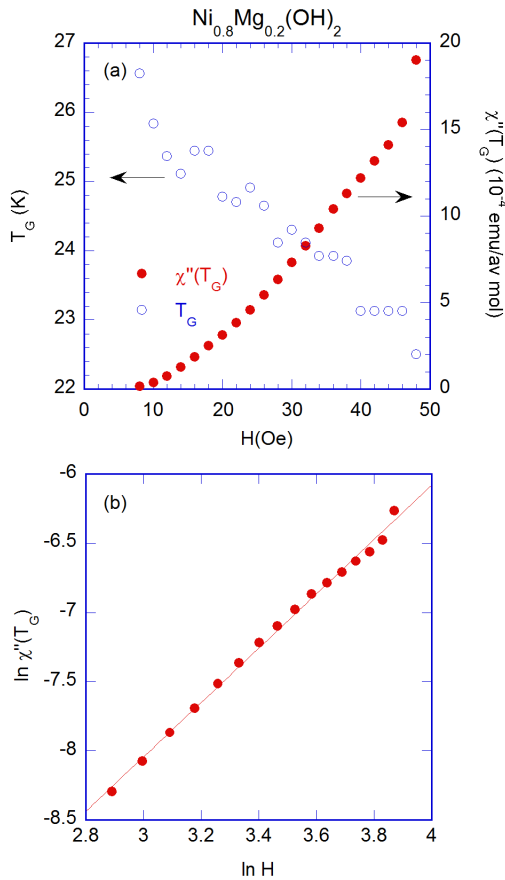 Ni0.8Mg0.2(OH)2
(a)
27
26
25
24
23
22
TG (K)
20
15
10
5
0
χ''(TG) (10-4 emu/av mol)
χ''(TG)
TG
0 10 20 30 40 50
H(Oe)
(b)
-6
-6.5
-7
-7.5
-8
-8.5
ln χ''(TG)
2.8 3 3.2 3.4 3.6 3.8 4
ln H